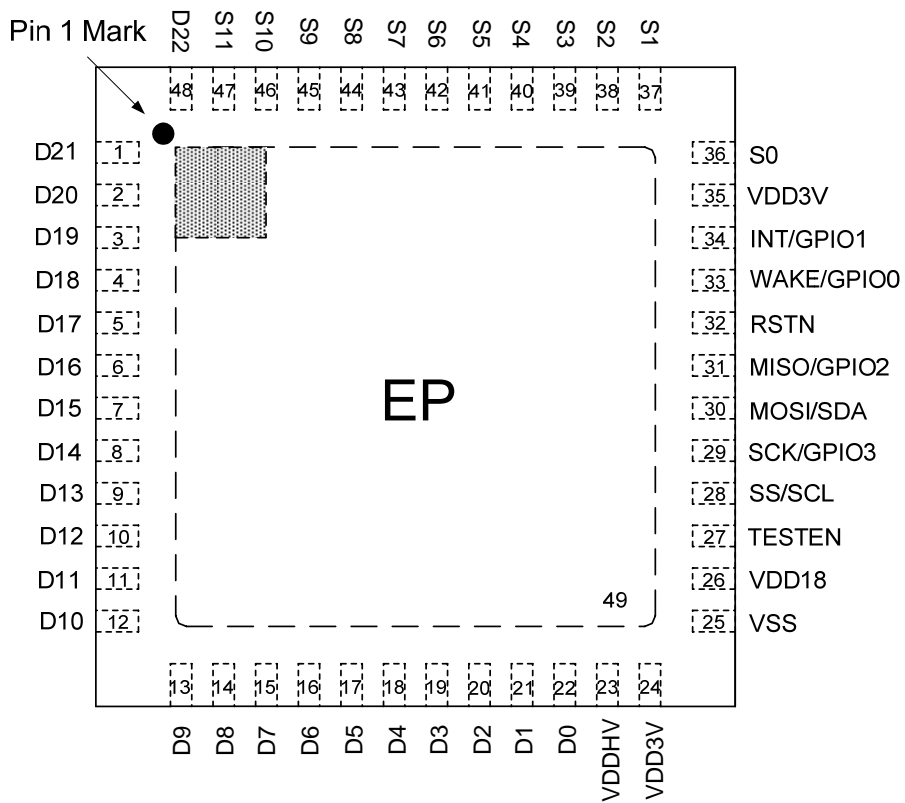 Pin 1 Mark
D22 S11 S10 S9 S8 S7 S6 S5 S4 S3 S2 S1
48 47 46 45 44 43 42 41 40 39 38 37
D21 1 36 S0
D20 2 35 VDD3V
D19 3 34 INT/GPIO1
D18 4 33 WAKE/GPIO0
D17 5 32 RSTN
D16 6 31 MISO/GPIO2
D15 7 EP 30 MOSI/SDA
D14 8 29 SCK/GPIO3
D13 9 28 SS/SCL
D12 10 27 TESTEN
D11 11 26 VDD18
49
D10 12 25 VSS
13 14 15 16 17 18 19 20 21 22 23 24
D9 D8 D7 D6 D5 D4 D3 D2 D1 D0 VDDHV VDD3V